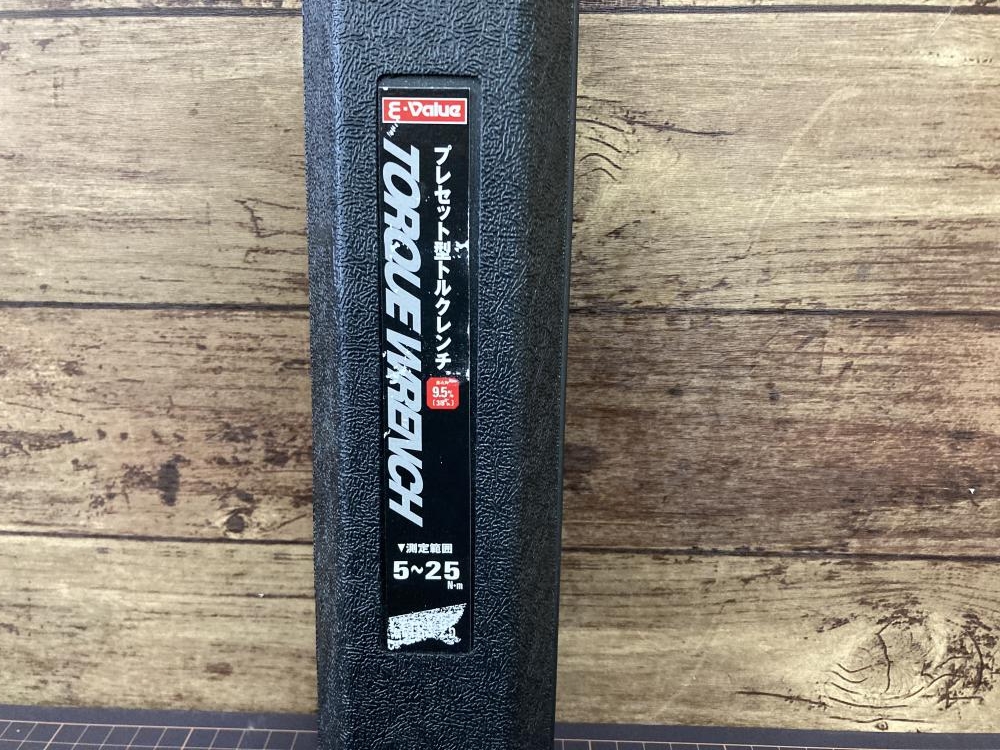 E-Value
プレセット型トルクレンチ
TORQUE WRENCH
9.5
▼測定範囲
5~25
N・m